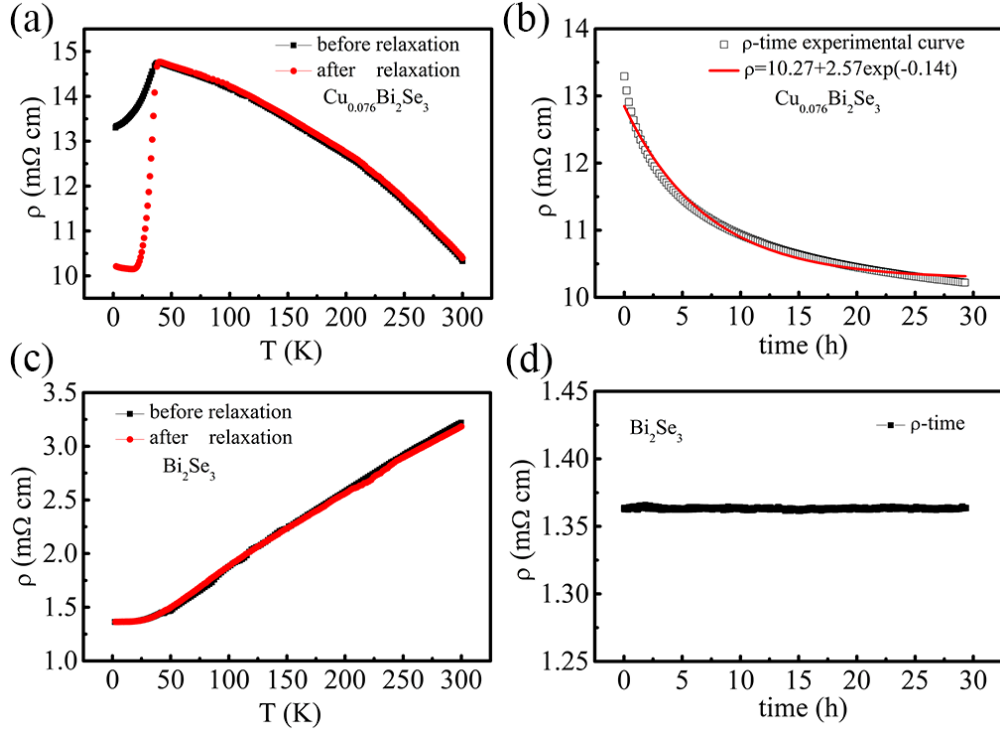 (a)
15
14
13
12
11
10
ρ (mΩ cm)
before relaxation
after relaxation
Cu0.076Bi2Se3
0 50 100 150 200 250 300
T (K)
(b)
14
13
12
11
10
ρ (mΩ cm)
ρ-time experimental curve
ρ=10.27+2.57exp(-0.14t)
Cu0.076Bi2Se3
0 5 10 15 20 25 30
time (h)
(c)
3.5
3.0
2.5
2.0
1.5
1.0
ρ (mΩ cm)
before relaxation
after relaxation
Bi2Se3
0 50 100 150 200 250 300
T (K)
(d)
1.45
1.40
1.35
1.30
1.25
ρ (mΩ cm)
Bi2Se3
ρ-time
0 5 10 15 20 25 30
time (h)